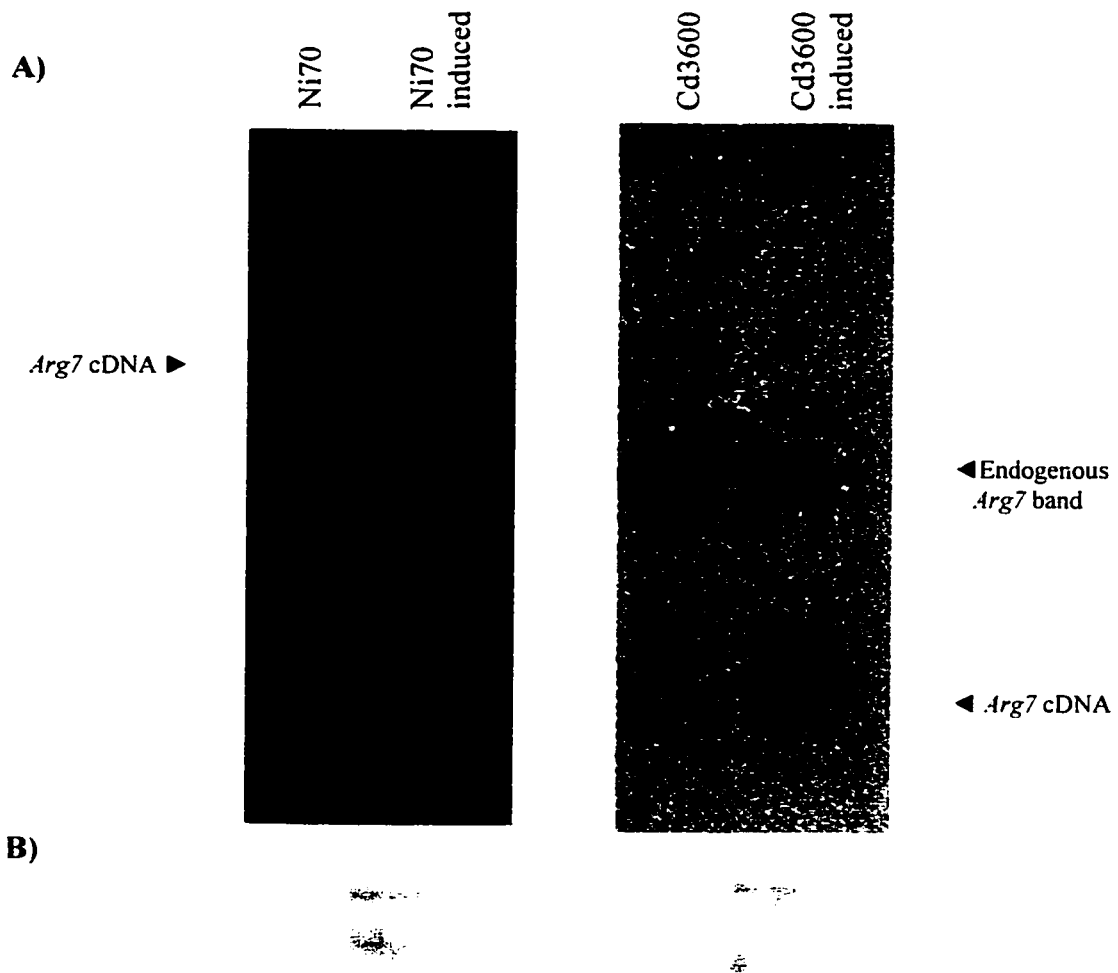 A)
Ni70
Ni70
induced
Cd3600
Cd3600
induced
Arg7 cDNA ►
◄Endogenous
Arg7 band
◄ Arg7 cDNA
B)